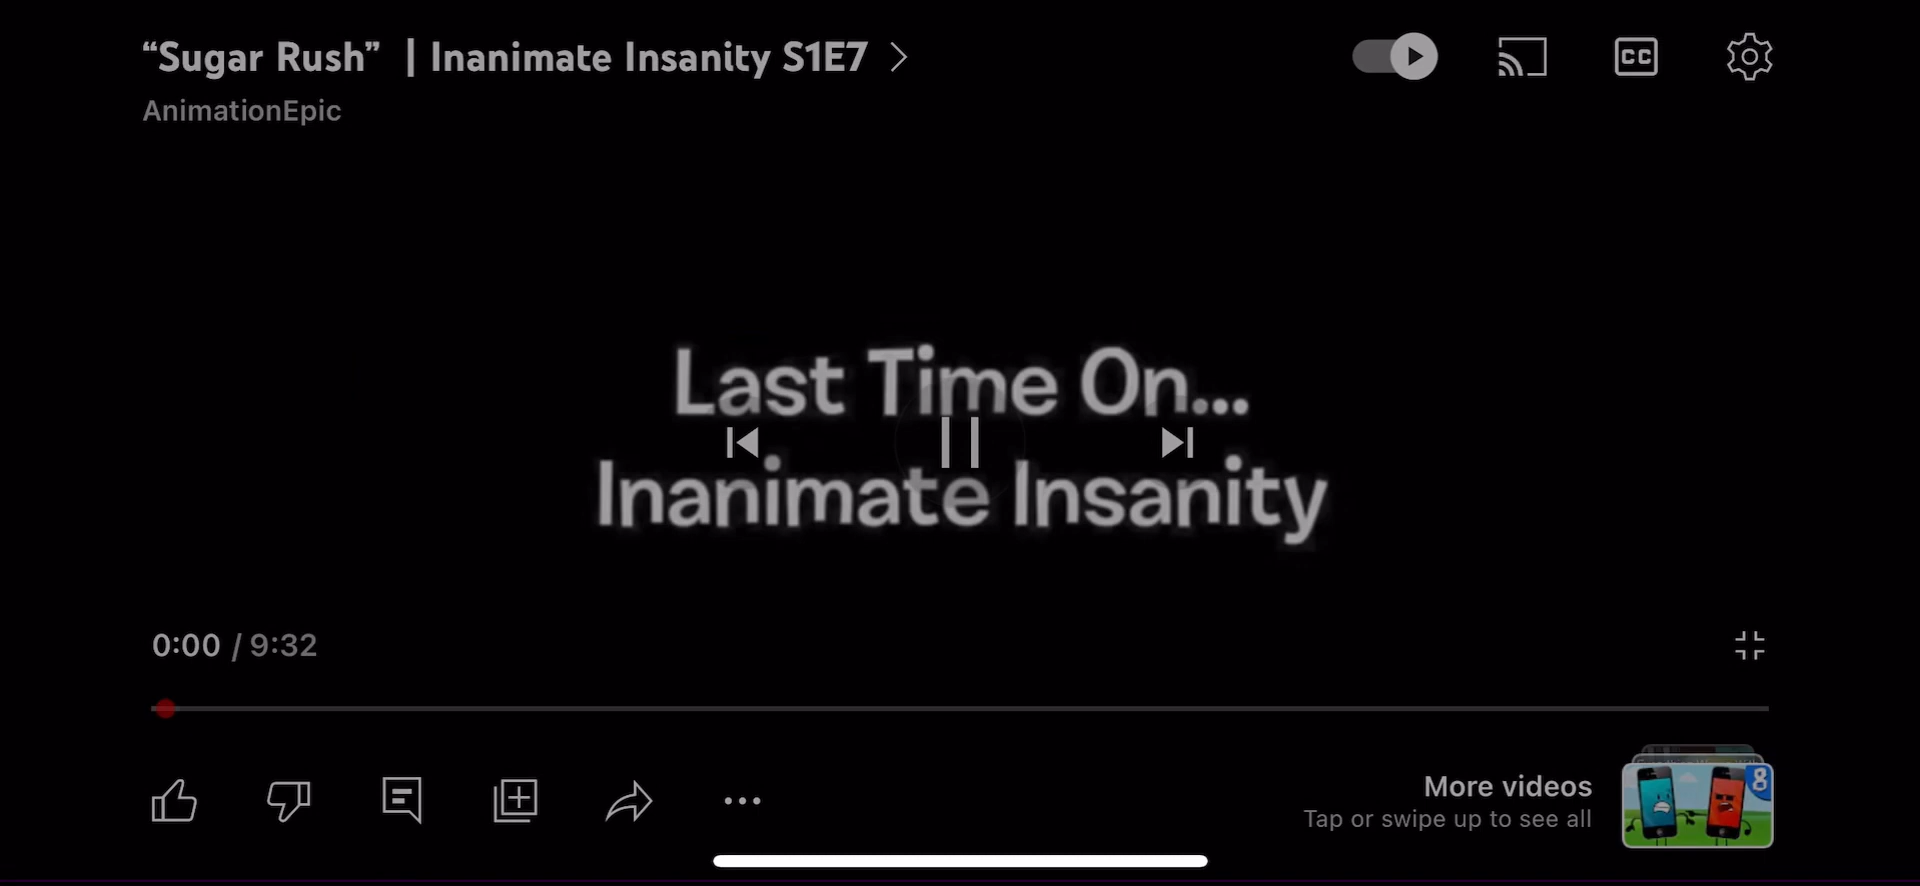 “Sugar Rush” | Inanimate Insanity S1E7
AnimationEpic
CC
Last Time On...
Inanimate Insanity
0:00 / 9:32
More videos
Tap or swipe up to see all
8